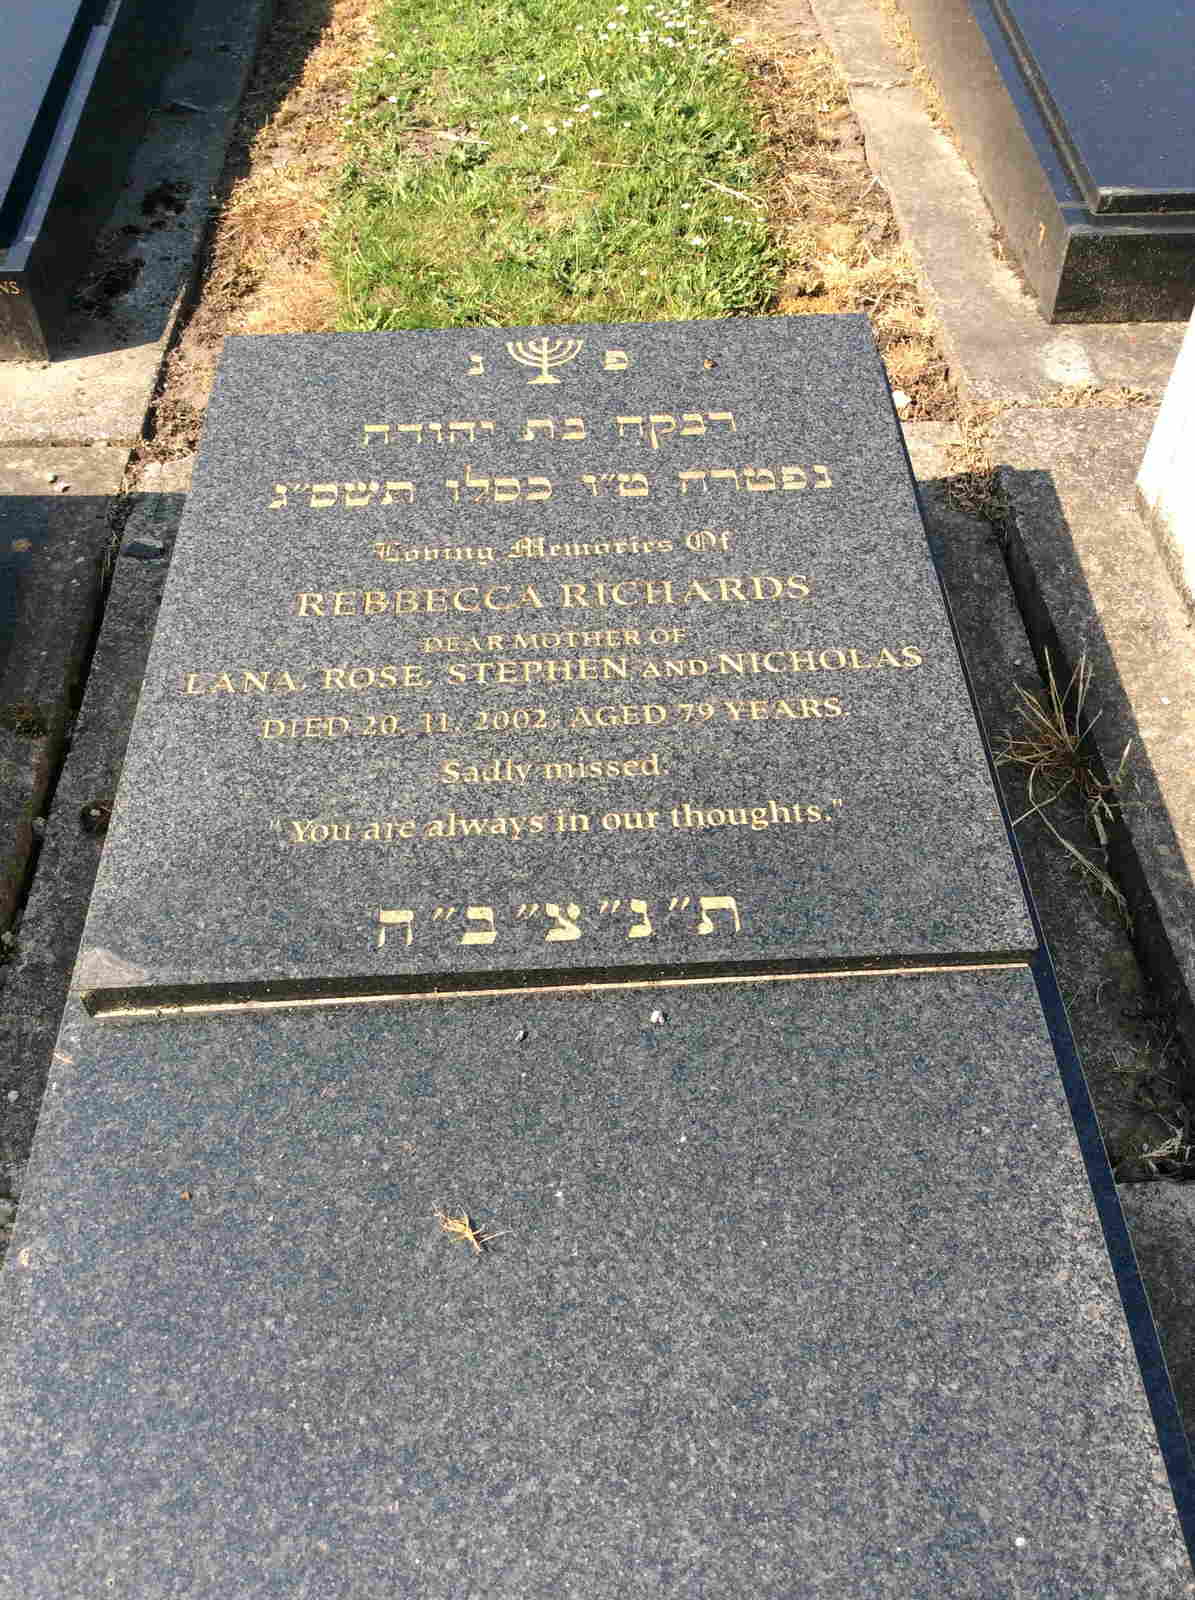 פ נ
רבקה בת יהודה
נפטרה ט״ו כסלו תשס״ג
Loving Memories Of
REBBECCA RICHARDS
DEAR MOTHER OF
LANA, ROSE, STEPHEN AND NICHOLAS
DIED 20. 11. 2002. AGED 79 YEARS.
Sadly missed.
"You are always in our thoughts."
ת״נ״צ״ב״ה